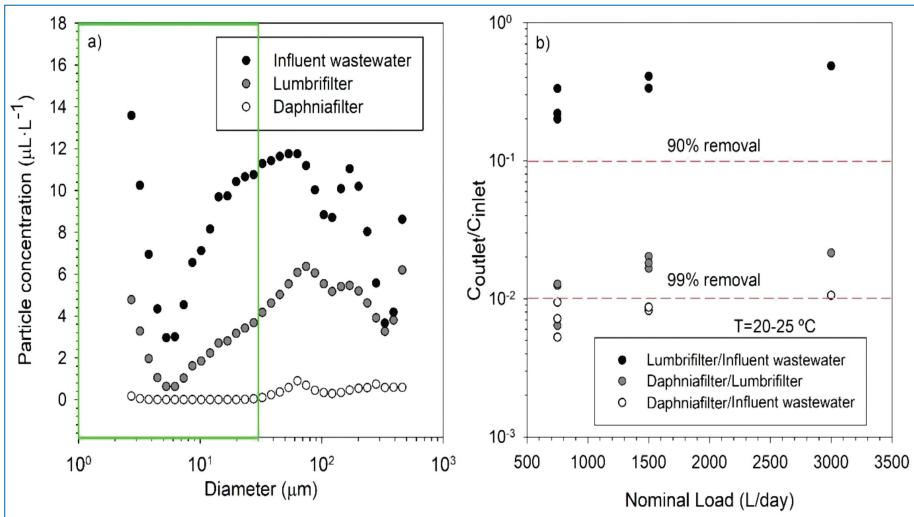 a)
Influent wastewater
Lumbrifilter
Daphniafilter
Particle concentration (μL·L⁻¹)
18
16
14
12
10
8
6
4
2
0
10⁰
10¹
10²
10³
Diameter (μm)
b)
Coutlet/Cinlet
10⁰
10⁻¹
10⁻²
10⁻³
90% removal
99% removal
T=20-25 ºC
Lumbrifilter/Influent wastewater
Daphniafilter/Lumbrifilter
Daphniafilter/Influent wastewater
500
1000
1500
2000
2500
3000
3500
Nominal Load (L/day)